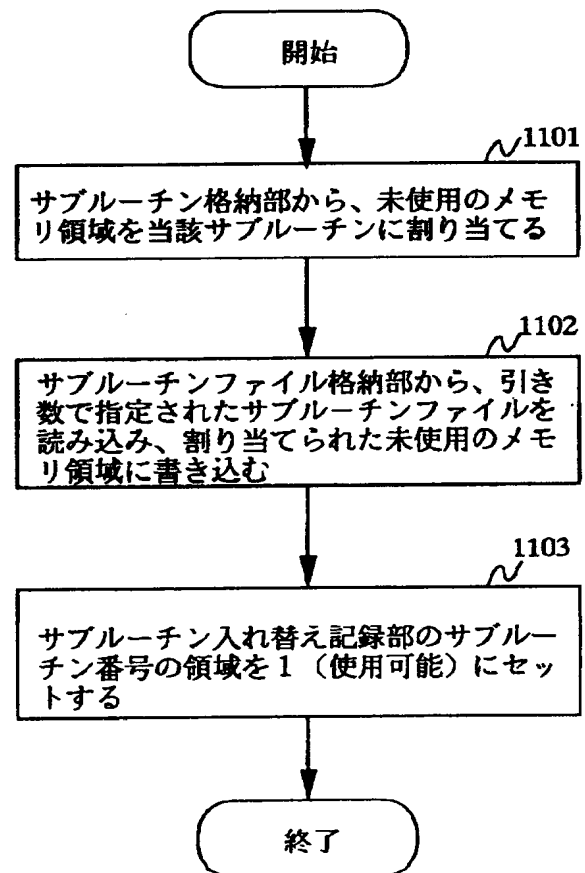 開始
1101
サブルーチン格納部から、未使用のメモ
リ領域を当該サブルーチンに割り当てる
1102
サブルーチンファイル格納部から、引き
数で指定されたサブルーチンファイルを
読み込み、割り当てられた未使用のメモ
リ領域に書き込む
1103
サブルーチン入れ替え記録部のサブルー
チン番号の領域を1（使用可能）にセッ
トする
終了